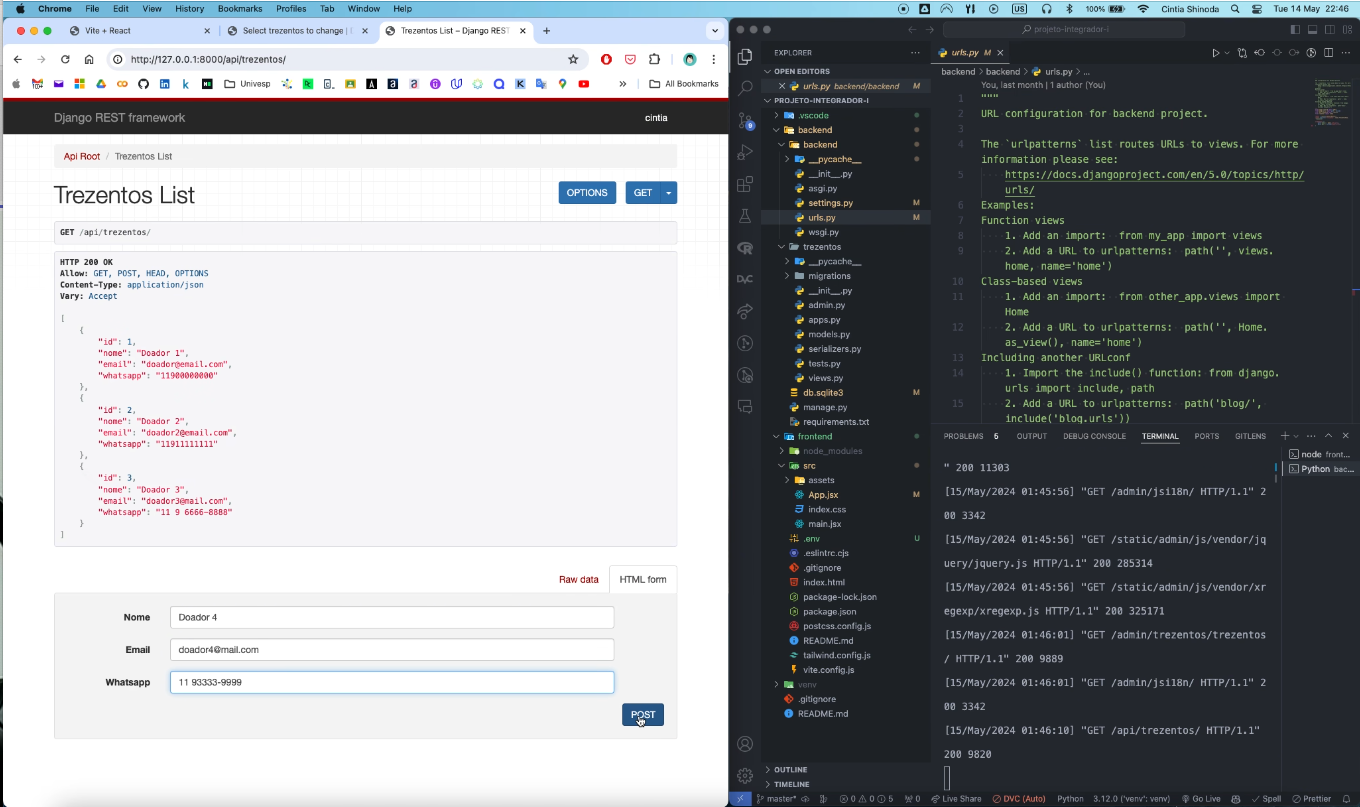 Chrome File Edit View History Bookmarks Profiles Tab Window Help
US 100% Cintia Shinoda Tue 14 May 22:46
Vite + React
Select trezentos to change |
Trezentos List – Django REST
http://127.0.0.1:8000/api/trezentos/
Univesp
» All Bookmarks
Django REST framework
cintia
Api Root / Trezentos List
Trezentos List
OPTIONS
GET
GET /api/trezentos/
HTTP 200 OK
Allow: GET, POST, HEAD, OPTIONS
Content-Type: application/json
Vary: Accept
[
{
"id": 1,
"nome": "Doador 1",
"email": "doador@email.com",
"whatsapp": "11900000000"
},
{
"id": 2,
"nome": "Doador 2",
"email": "doador2@email.com",
"whatsapp": "11911111111"
},
{
"id": 3,
"nome": "Doador 3",
"email": "doador3@mail.com",
"whatsapp": "11 9 6666-8888"
}
]
Raw data
HTML form
Nome Doador 4
Email doador4@mail.com
Whatsapp 11 93333-9999
POST
projeto-integrador-i
EXPLORER
OPEN EDITORS
urls.py backend/backend M
PROJETO-INTEGRADOR-I
.vscode
backend
backend
__pycache__
__init__.py
asgi.py
settings.py M
urls.py M
wsgi.py
trezentos
__pycache__
migrations
__init__.py
admin.py
apps.py
models.py
serializers.py
tests.py
views.py
db.sqlite3 M
manage.py
requirements.txt
frontend
node_modules
src
assets
App.jsx M
index.css
main.jsx
.env U
.eslintrc.cjs
.gitignore
index.html
package-lock.json
package.json
postcss.config.js
README.md
tailwind.config.js
vite.config.js
venv
.gitignore
README.md
OUTLINE
TIMELINE
urls.py M
backend > backend > urls.py > ...
You, last month | 1 author (You)
1 """
2 URL configuration for backend project.
3
4 The `urlpatterns` list routes URLs to views. For more
information please see:
5 https://docs.djangoproject.com/en/5.0/topics/http/
urls/
6 Examples:
7 Function views
8 1. Add an import: from my_app import views
9 2. Add a URL to urlpatterns: path('', views.
home, name='home')
10 Class-based views
11 1. Add an import: from other_app.views import
Home
12 2. Add a URL to urlpatterns: path('', Home.
as_view(), name='home')
13 Including another URLconf
14 1. Import the include() function: from django.
urls import include, path
15 2. Add a URL to urlpatterns: path('blog/',
include('blog.urls'))
PROBLEMS 5 OUTPUT DEBUG CONSOLE TERMINAL PORTS GITLENS
node front...
Python bac...
" 200 11303
[15/May/2024 01:45:56] "GET /admin/jsi18n/ HTTP/1.1" 2
00 3342
[15/May/2024 01:45:56] "GET /static/admin/js/vendor/jq
uery/jquery.js HTTP/1.1" 200 285314
[15/May/2024 01:45:56] "GET /static/admin/js/vendor/xr
egexp/xregexp.js HTTP/1.1" 200 325171
[15/May/2024 01:46:01] "GET /admin/trezentos/trezentos
/ HTTP/1.1" 200 9889
[15/May/2024 01:46:01] "GET /admin/jsi18n/ HTTP/1.1" 2
00 3342
[15/May/2024 01:46:10] "GET /api/trezentos/ HTTP/1.1"
200 9820
master* 0 0 5 0 Live Share DVC (Auto) Python 3.12.0 ('venv': venv) Go Live Spell Prettier